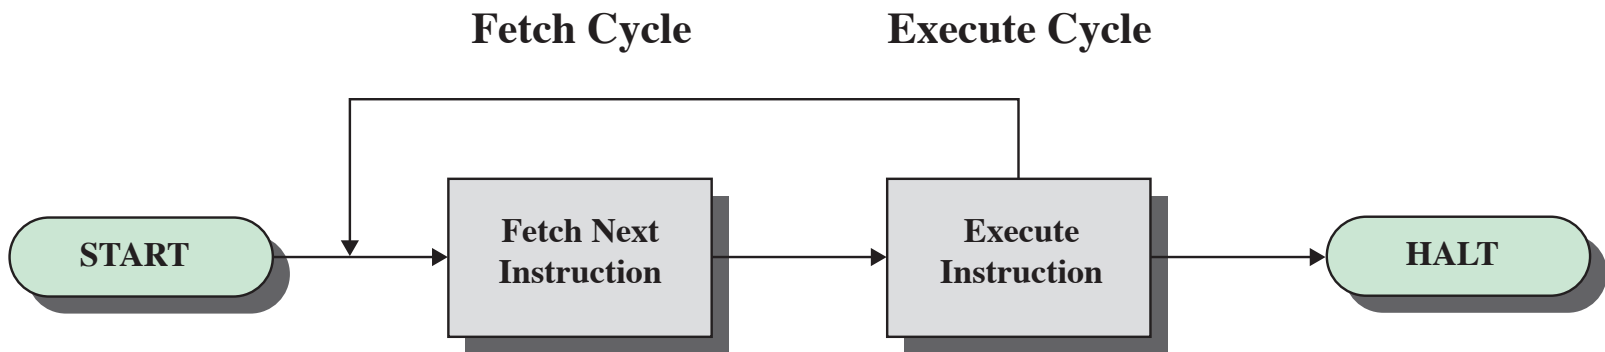 Fetch Cycle
Execute Cycle
START
Fetch Next
Instruction
Execute
Instruction
HALT